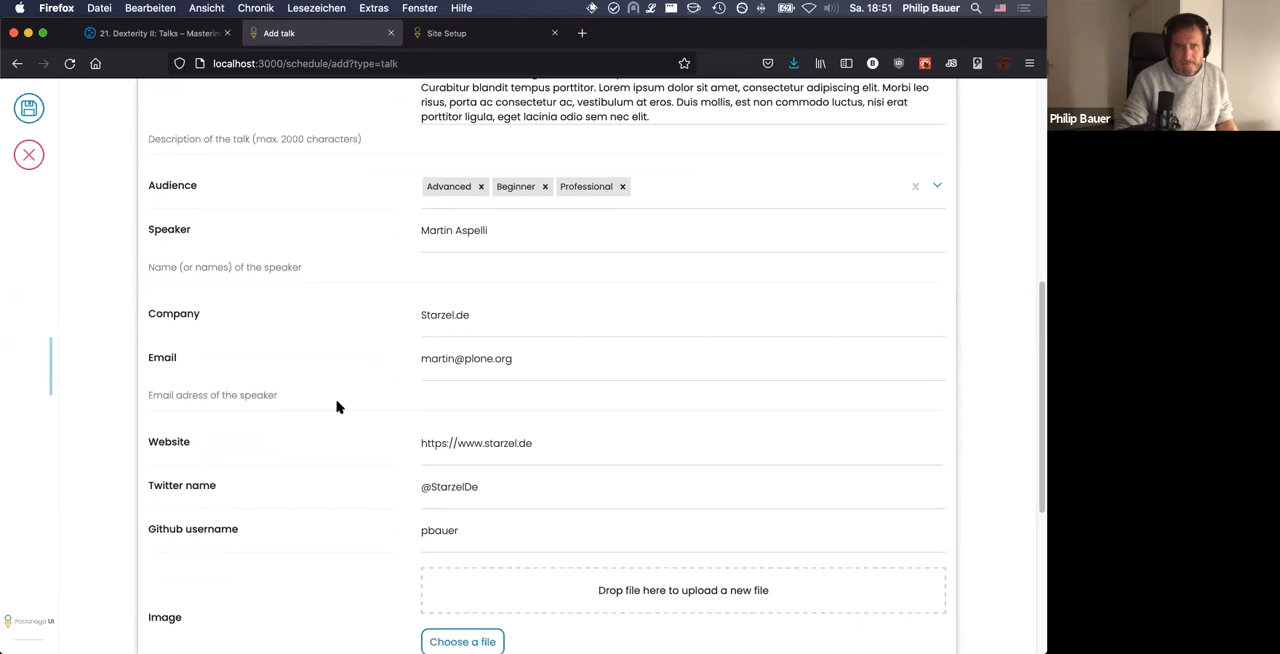 Firefox Datei Bearbeiten Ansicht Chronik Lesezeichen Extras Fenster Hilfe Sa. 18:51 Philip Bauer
21. Dexterity II: Talks – Masterin Add talk Site Setup
localhost:3000/schedule/add?type=talk
Curabitur blandit tempus porttitor. Lorem ipsum dolor sit amet, consectetur adipiscing elit. Morbi leo
risus, porta ac consectetur ac, vestibulum at eros. Duis mollis, est non commodo luctus, nisi erat
porttitor ligula, eget lacinia odio sem nec elit.
Description of the talk (max. 2000 characters)
Audience Advanced Beginner Professional
Speaker Martin Aspelli
Name (or names) of the speaker
Company Starzel.de
Email martin@plone.org
Email adress of the speaker
Website https://www.starzel.de
Twitter name @StarzelDe
Github username pbauer
Drop file here to upload a new file
Image
Choose a file
Pastanaga UI
Philip Bauer